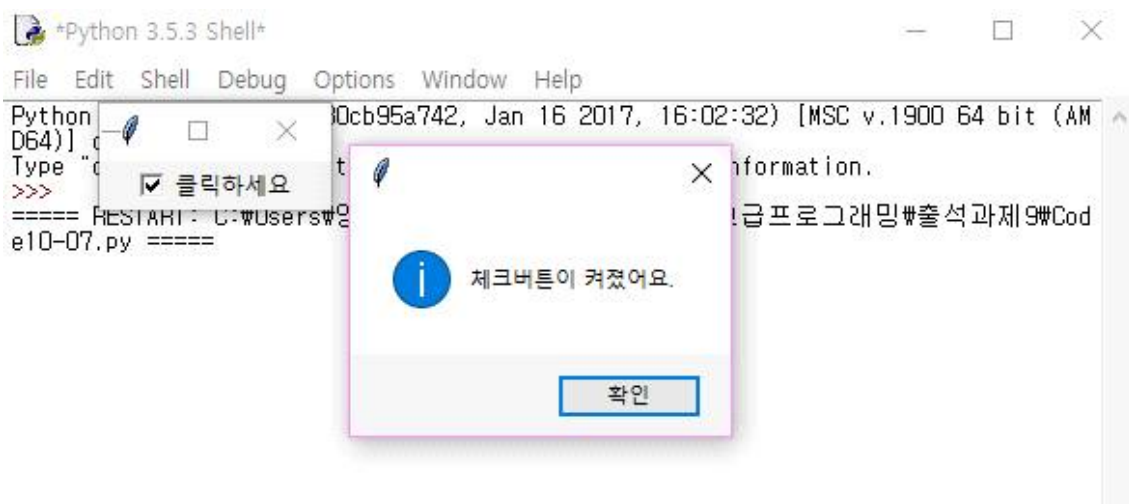 *Python 3.5.3 Shell*
File Edit Shell Debug Options Window Help
Python 0cb95a742, Jan 16 2017, 16:02:32) [MSC v.1900 64 bit (AM
D64)]
Type "c t formation.
>>>
===== RESTART: C:₩Users₩ 고급프로그래밍₩출석과제9₩Cod
e10-07.py =====
클릭하세요
체크버튼이 켜졌어요.
확인